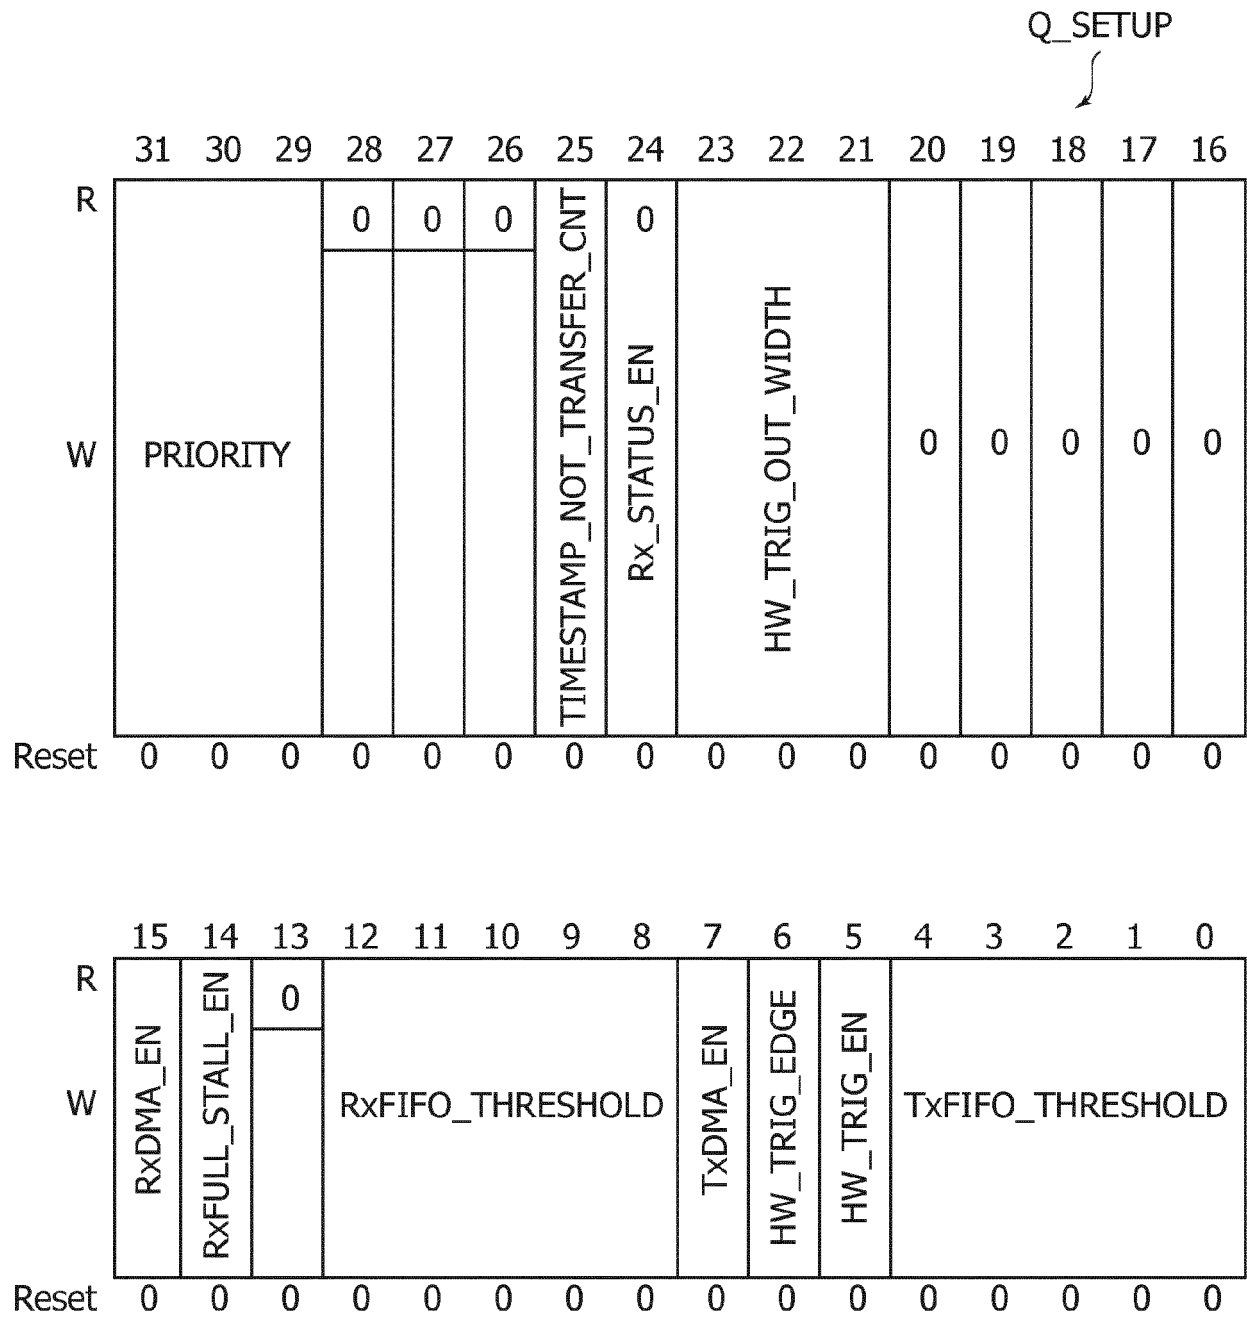 Q_SETUP
31 30 29 28 27 26 25 24 23 22 21 20 19 18 17 16
R
0 0 0 0
W
PRIORITY
TIMESTAMP_NOT_TRANSFER_CNT
Rx_STATUS_EN
HW_TRIG_OUT_WIDTH
0 0 0 0 0
Reset 0 0 0 0 0 0 0 0 0 0 0 0 0 0 0 0
15 14 13 12 11 10 9 8 7 6 5 4 3 2 1 0
R
0
W
RxDMA_EN
RxFULL_STALL_EN
RxFIFO_THRESHOLD
TxDMA_EN
HW_TRIG_EDGE
HW_TRIG_EN
TxFIFO_THRESHOLD
Reset 0 0 0 0 0 0 0 0 0 0 0 0 0 0 0 0